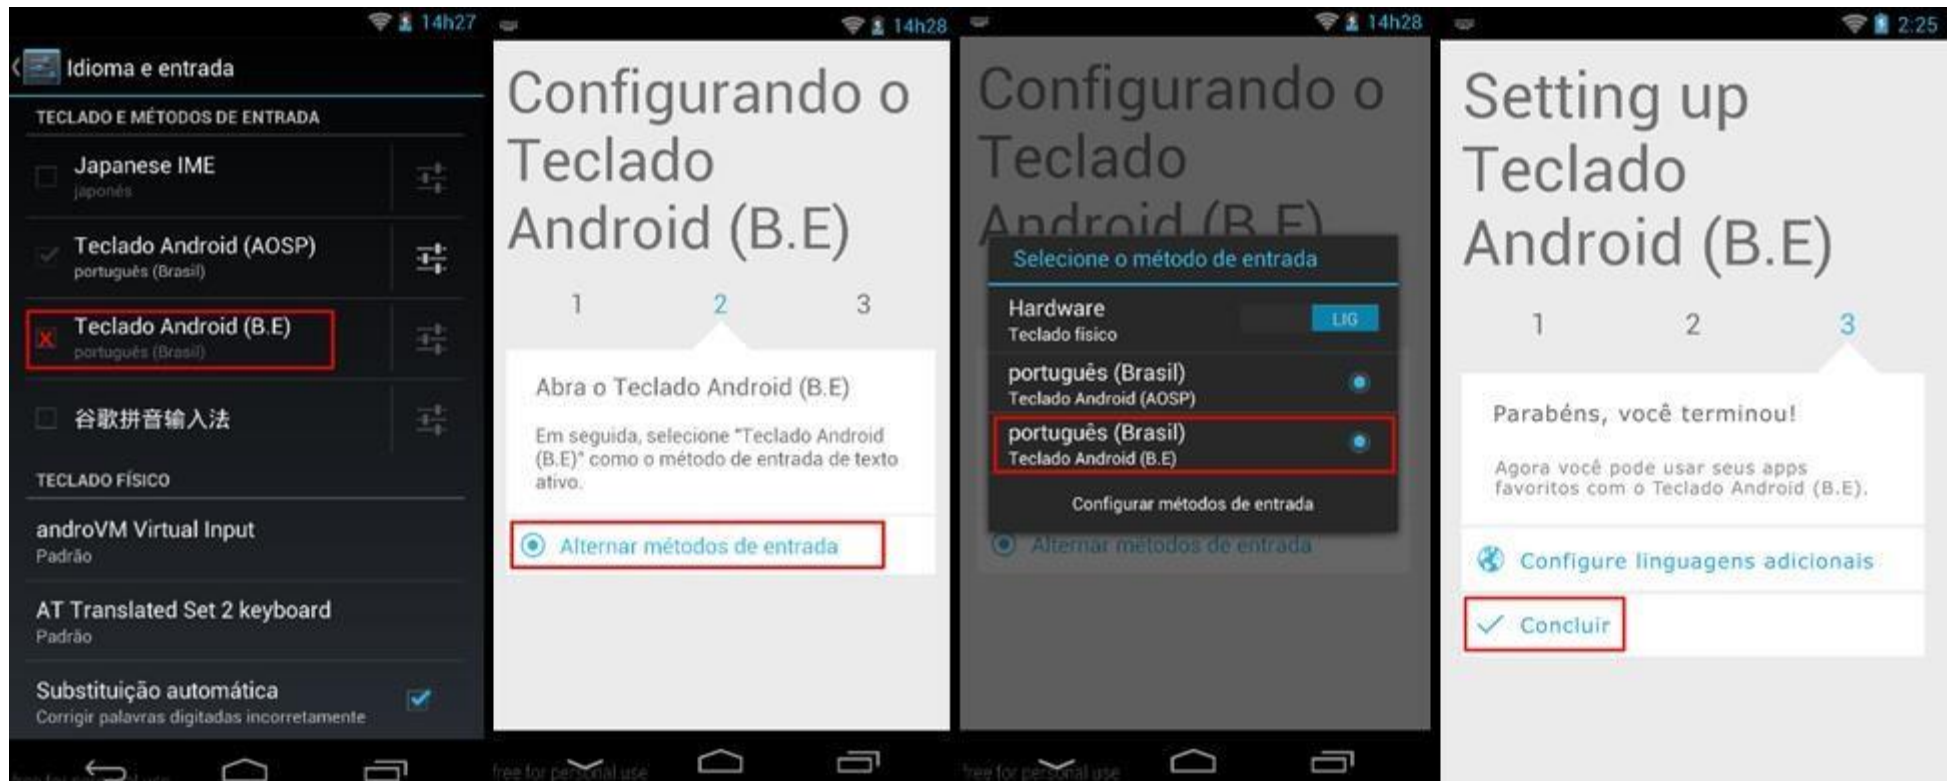 14h27
Idioma e entrada
TECLADO E MÉTODOS DE ENTRADA
Japanese IME
japonês
Teclado Android (AOSP)
português (Brasil)
X
Teclado Android (B.E)
português (Brasil)
谷歌拼音输入法
TECLADO FÍSICO
androVM Virtual Input
Padrão
AT Translated Set 2 keyboard
Padrão
Substituição automática
Corrigir palavras digitadas incorretamente
free for personal use
14h28
Configurando o
Teclado
Android (B.E)
1 2 3
Abra o Teclado Android (B.E)
Em seguida, selecione "Teclado Android
(B.E)" como o método de entrada de texto
ativo.
Alternar métodos de entrada
free for personal use
14h28
Configurando o
Teclado
Android (B.E)
Selecione o método de entrada
Hardware
Teclado físico
LIG
português (Brasil)
Teclado Android (AOSP)
português (Brasil)
Teclado Android (B.E)
Configurar métodos de entrada
Alternar métodos de entrada
free for personal use
2:25
Setting up
Teclado
Android (B.E)
1 2 3
Parabéns, você terminou!
Agora você pode usar seus apps
favoritos com o Teclado Android (B.E).
Configure linguagens adicionais
Concluir